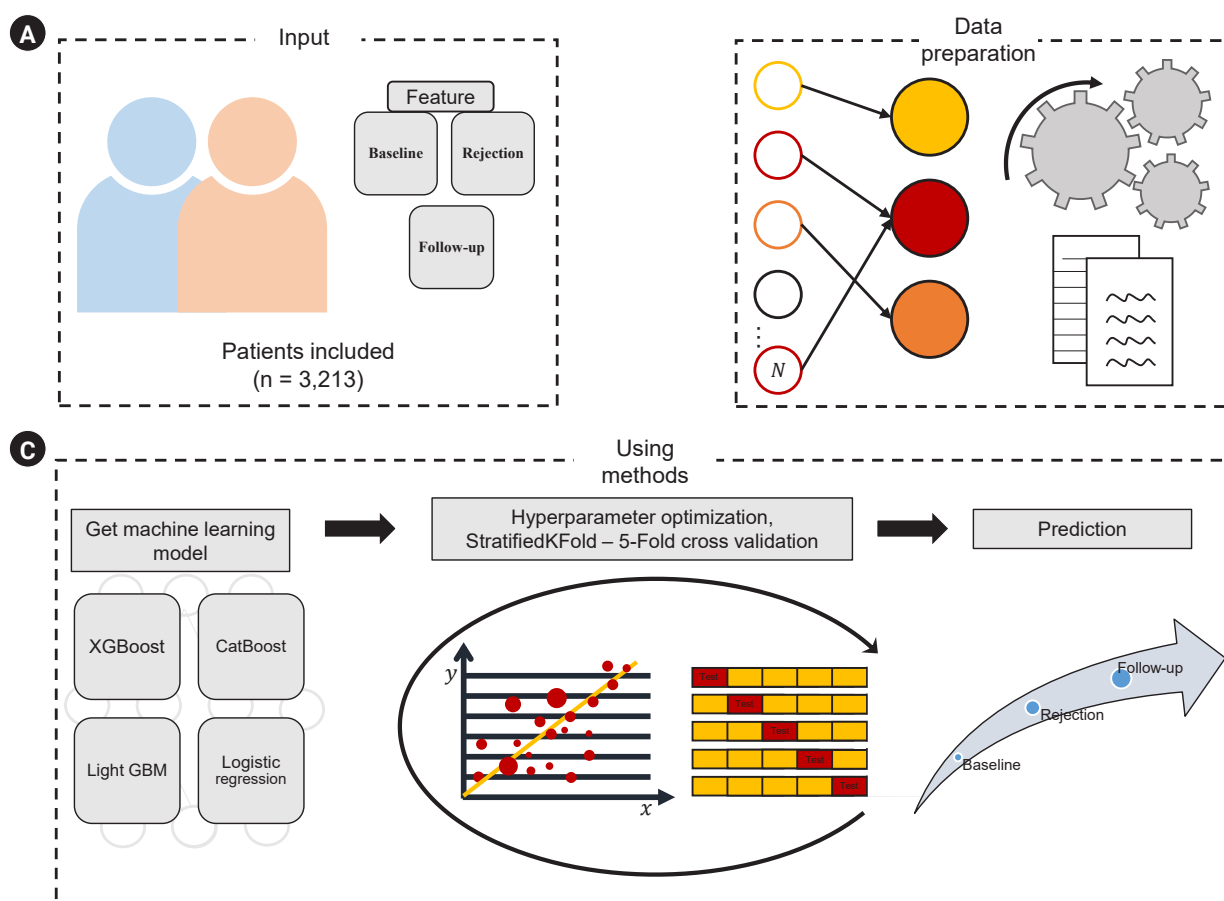 A
Input
Feature
Baseline
Rejection
Follow-up
Patients included
(n = 3,213)
Data
preparation
N
C
Using
methods
Get machine learning
model
XGBoost
CatBoost
Light GBM
Logistic
regression
Hyperparameter optimization,
StratifiedKFold – 5-Fold cross validation
y
x
Test
Test
Test
Test
Test
Prediction
Follow-up
Rejection
Baseline